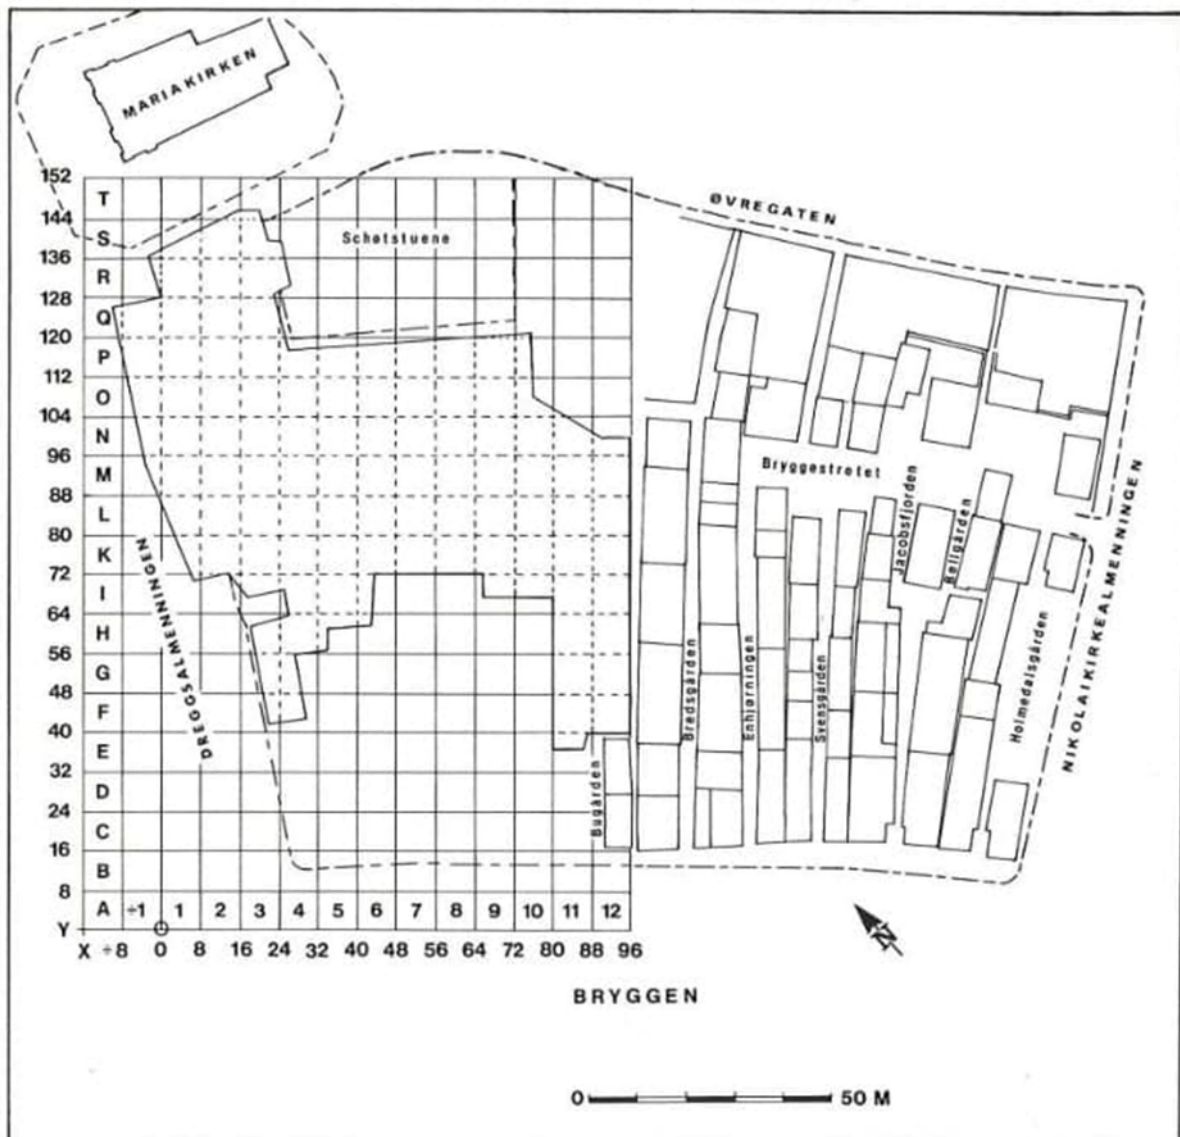 MARIAKIRKEN
152
T
ØVREGATEN
144
S
Schøtstuene
136
R
128
Q
120
P
112
O
104
N
96
Bryggestretet
M
88
L
80
K
72
I
64
H
56
G
48
F
40
E
32
D
24
C
16
B
8
A ÷1 1 2 3 4 5 6 7 8 9 10 11 12
Y
X ÷8 0 8 16 24 32 40 48 56 64 72 80 88 96
DREGGSALMENNINGEN
Bugården
Bredsgården
Enhjørningen
Svensgården
Jacobsfjorden
Bellgården
Holmedalsgården
NIKOLAIKIRKEALMENNINGEN
N
BRYGGEN
0 50 M